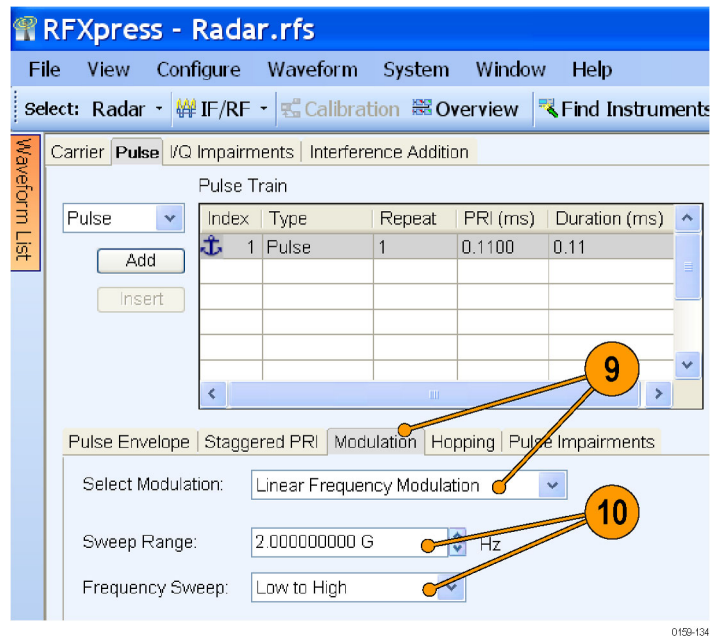 RFXpress - Radar.rfs
File View Configure Waveform System Window Help
Select: Radar IF/RF Calibration Overview Find Instruments
Waveform List
Carrier Pulse I/Q Impairments Interference Addition
Pulse Train
Pulse
Index Type Repeat PRI (ms) Duration (ms)
1 Pulse 1 0.1100 0.11
Add
Insert
9
Pulse Envelope Staggered PRI Modulation Hopping Pulse Impairments
Select Modulation: Linear Frequency Modulation
10
Sweep Range: 2.000000000 G Hz
Frequency Sweep: Low to High
0159-134